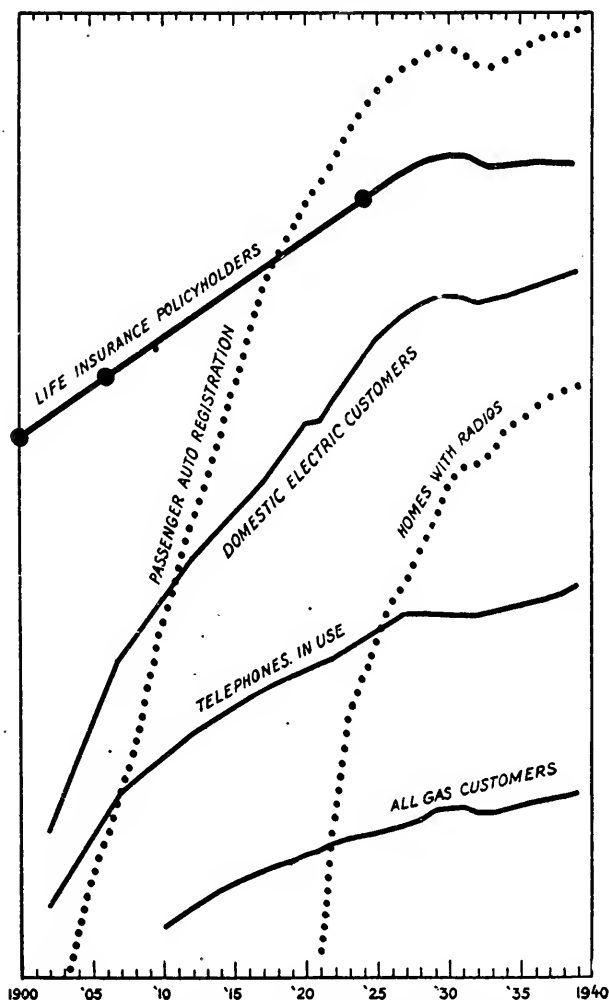 LIFE INSURANCE POLICYHOLDERS
PASSENGER AUTO REGISTRATION
DOMESTIC ELECTRIC CUSTOMERS
HOMES WITH RADIOS
TELEPHONES. IN USE
ALL GAS CUSTOMERS
1900 '05 '10 '15 '20 '25 '30 '35 1940